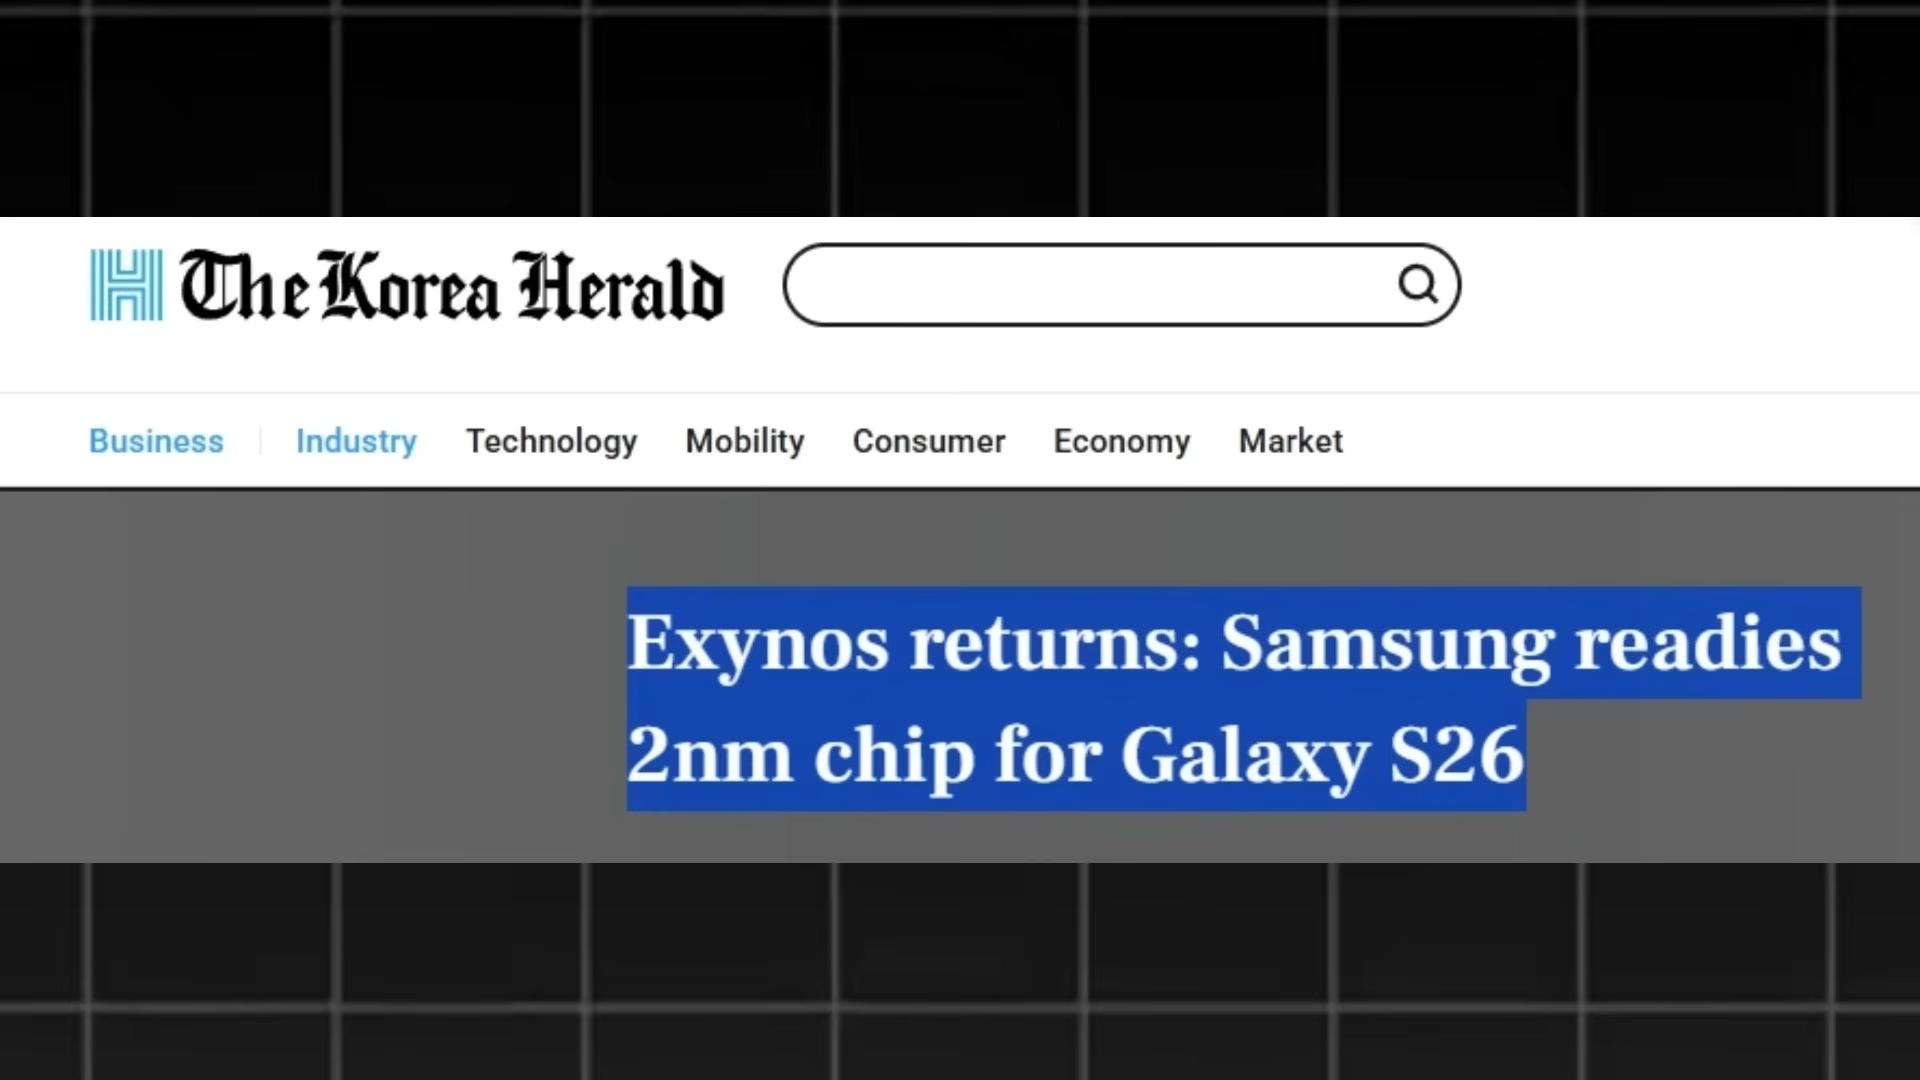 The Korea Herald
Business Industry Technology Mobility Consumer Economy Market
Exynos returns: Samsung readies
2nm chip for Galaxy S26